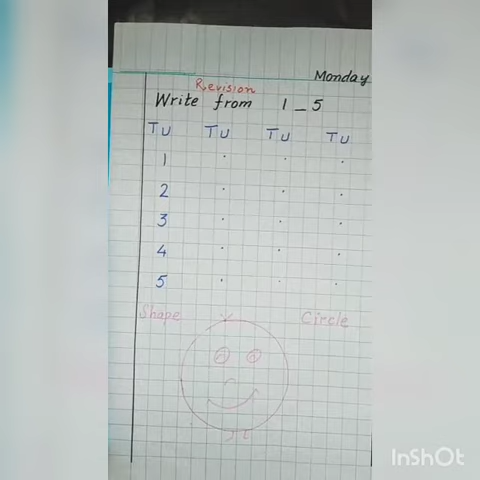 Monday
Revision
Write from 1 _ 5
T U T U T U T U
1
2
3
4
5
Shape Circle
InShOt